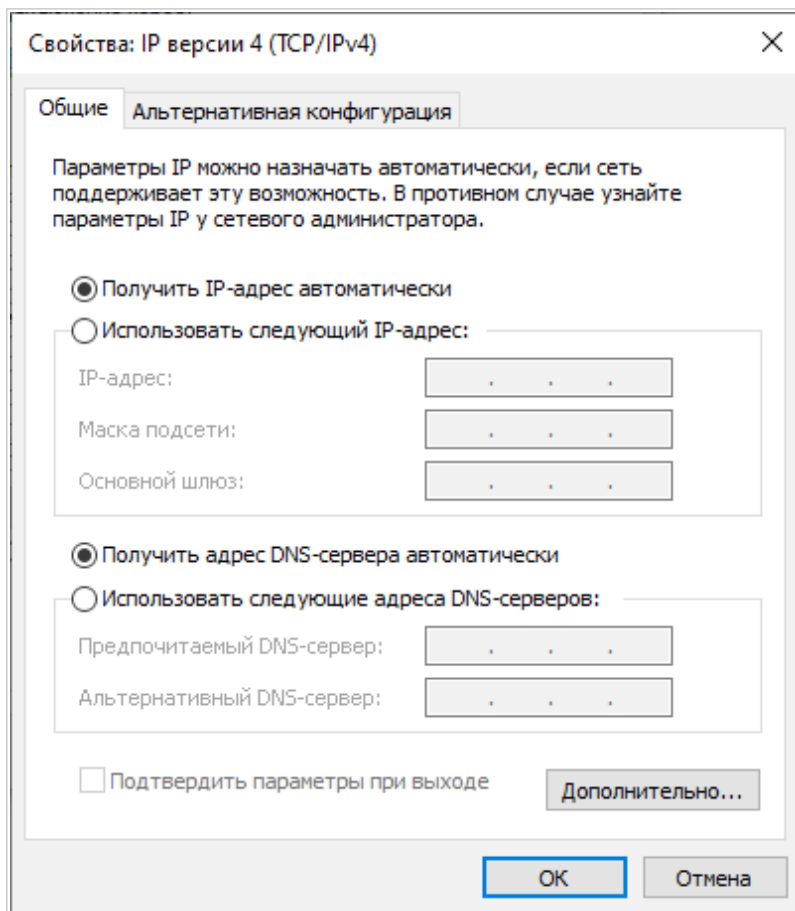 Свойства: IP версии 4 (TCP/IPv4)
Общие
Альтернативная конфигурация
Параметры IP можно назначать автоматически, если сеть
поддерживает эту возможность. В противном случае узнайте
параметры IP у сетевого администратора.
Получить IP-адрес автоматически
Использовать следующий IP-адрес:
IP-адрес:
Маска подсети:
Основной шлюз:
Получить адрес DNS-сервера автоматически
Использовать следующие адреса DNS-серверов:
Предпочитаемый DNS-сервер:
Альтернативный DNS-сервер:
Подтвердить параметры при выходе
Дополнительно...
ОК
Отмена